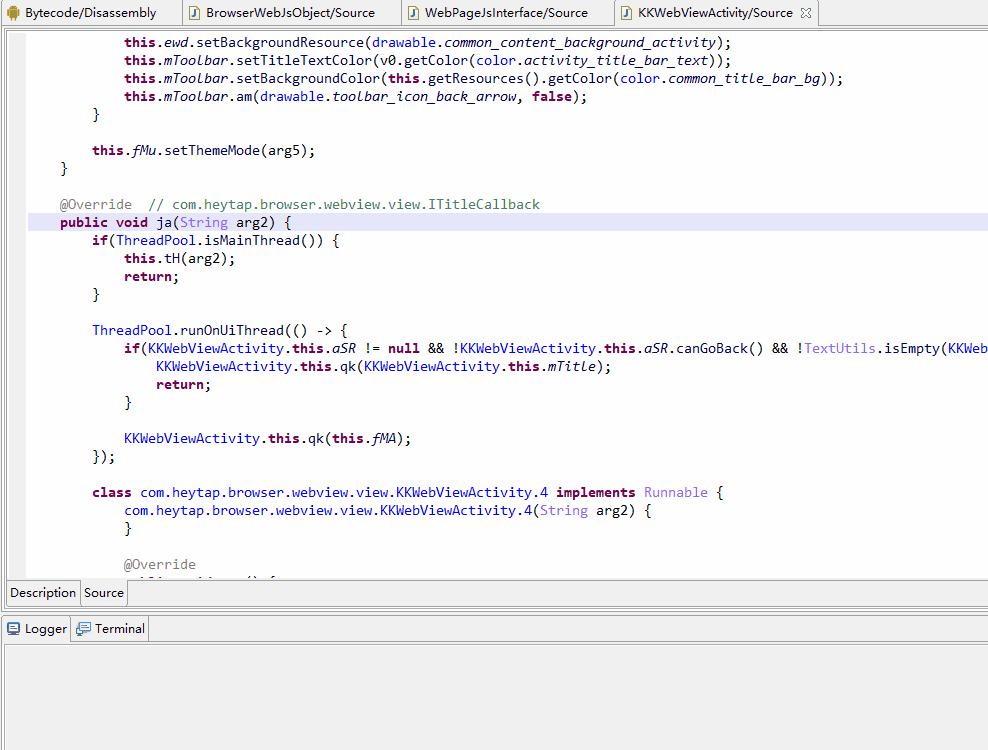 Bytecode/Disassembly BrowserWebJsObject/Source WebPageJsInterface/Source KKWebViewActivity/Source
this.ewd.setBackgroundResource(drawable.common_content_background_activity);
this.mToolbar.setTitleTextColor(v0.getColor(color.activity_title_bar_text));
this.mToolbar.setBackgroundColor(this.getResources().getColor(color.common_title_bar_bg));
this.mToolbar.am(drawable.toolbar_icon_back_arrow, false);
}
this.fMu.setThemeMode(arg5);
}
@Override // com.heytap.browser.webview.view.ITitleCallback
public void ja(String arg2) {
if(ThreadPool.isMainThread()) {
this.tH(arg2);
return;
}
ThreadPool.runOnUiThread(() -> {
if(KKWebViewActivity.this.aSR != null && !KKWebViewActivity.this.aSR.canGoBack() && !TextUtils.isEmpty(KKWeb
KKWebViewActivity.this.qk(KKWebViewActivity.this.mTitle);
return;
}
KKWebViewActivity.this.qk(this.fMA);
});
class com.heytap.browser.webview.view.KKWebViewActivity.4 implements Runnable {
com.heytap.browser.webview.view.KKWebViewActivity.4(String arg2) {
}
@Override
Description Source
Logger Terminal